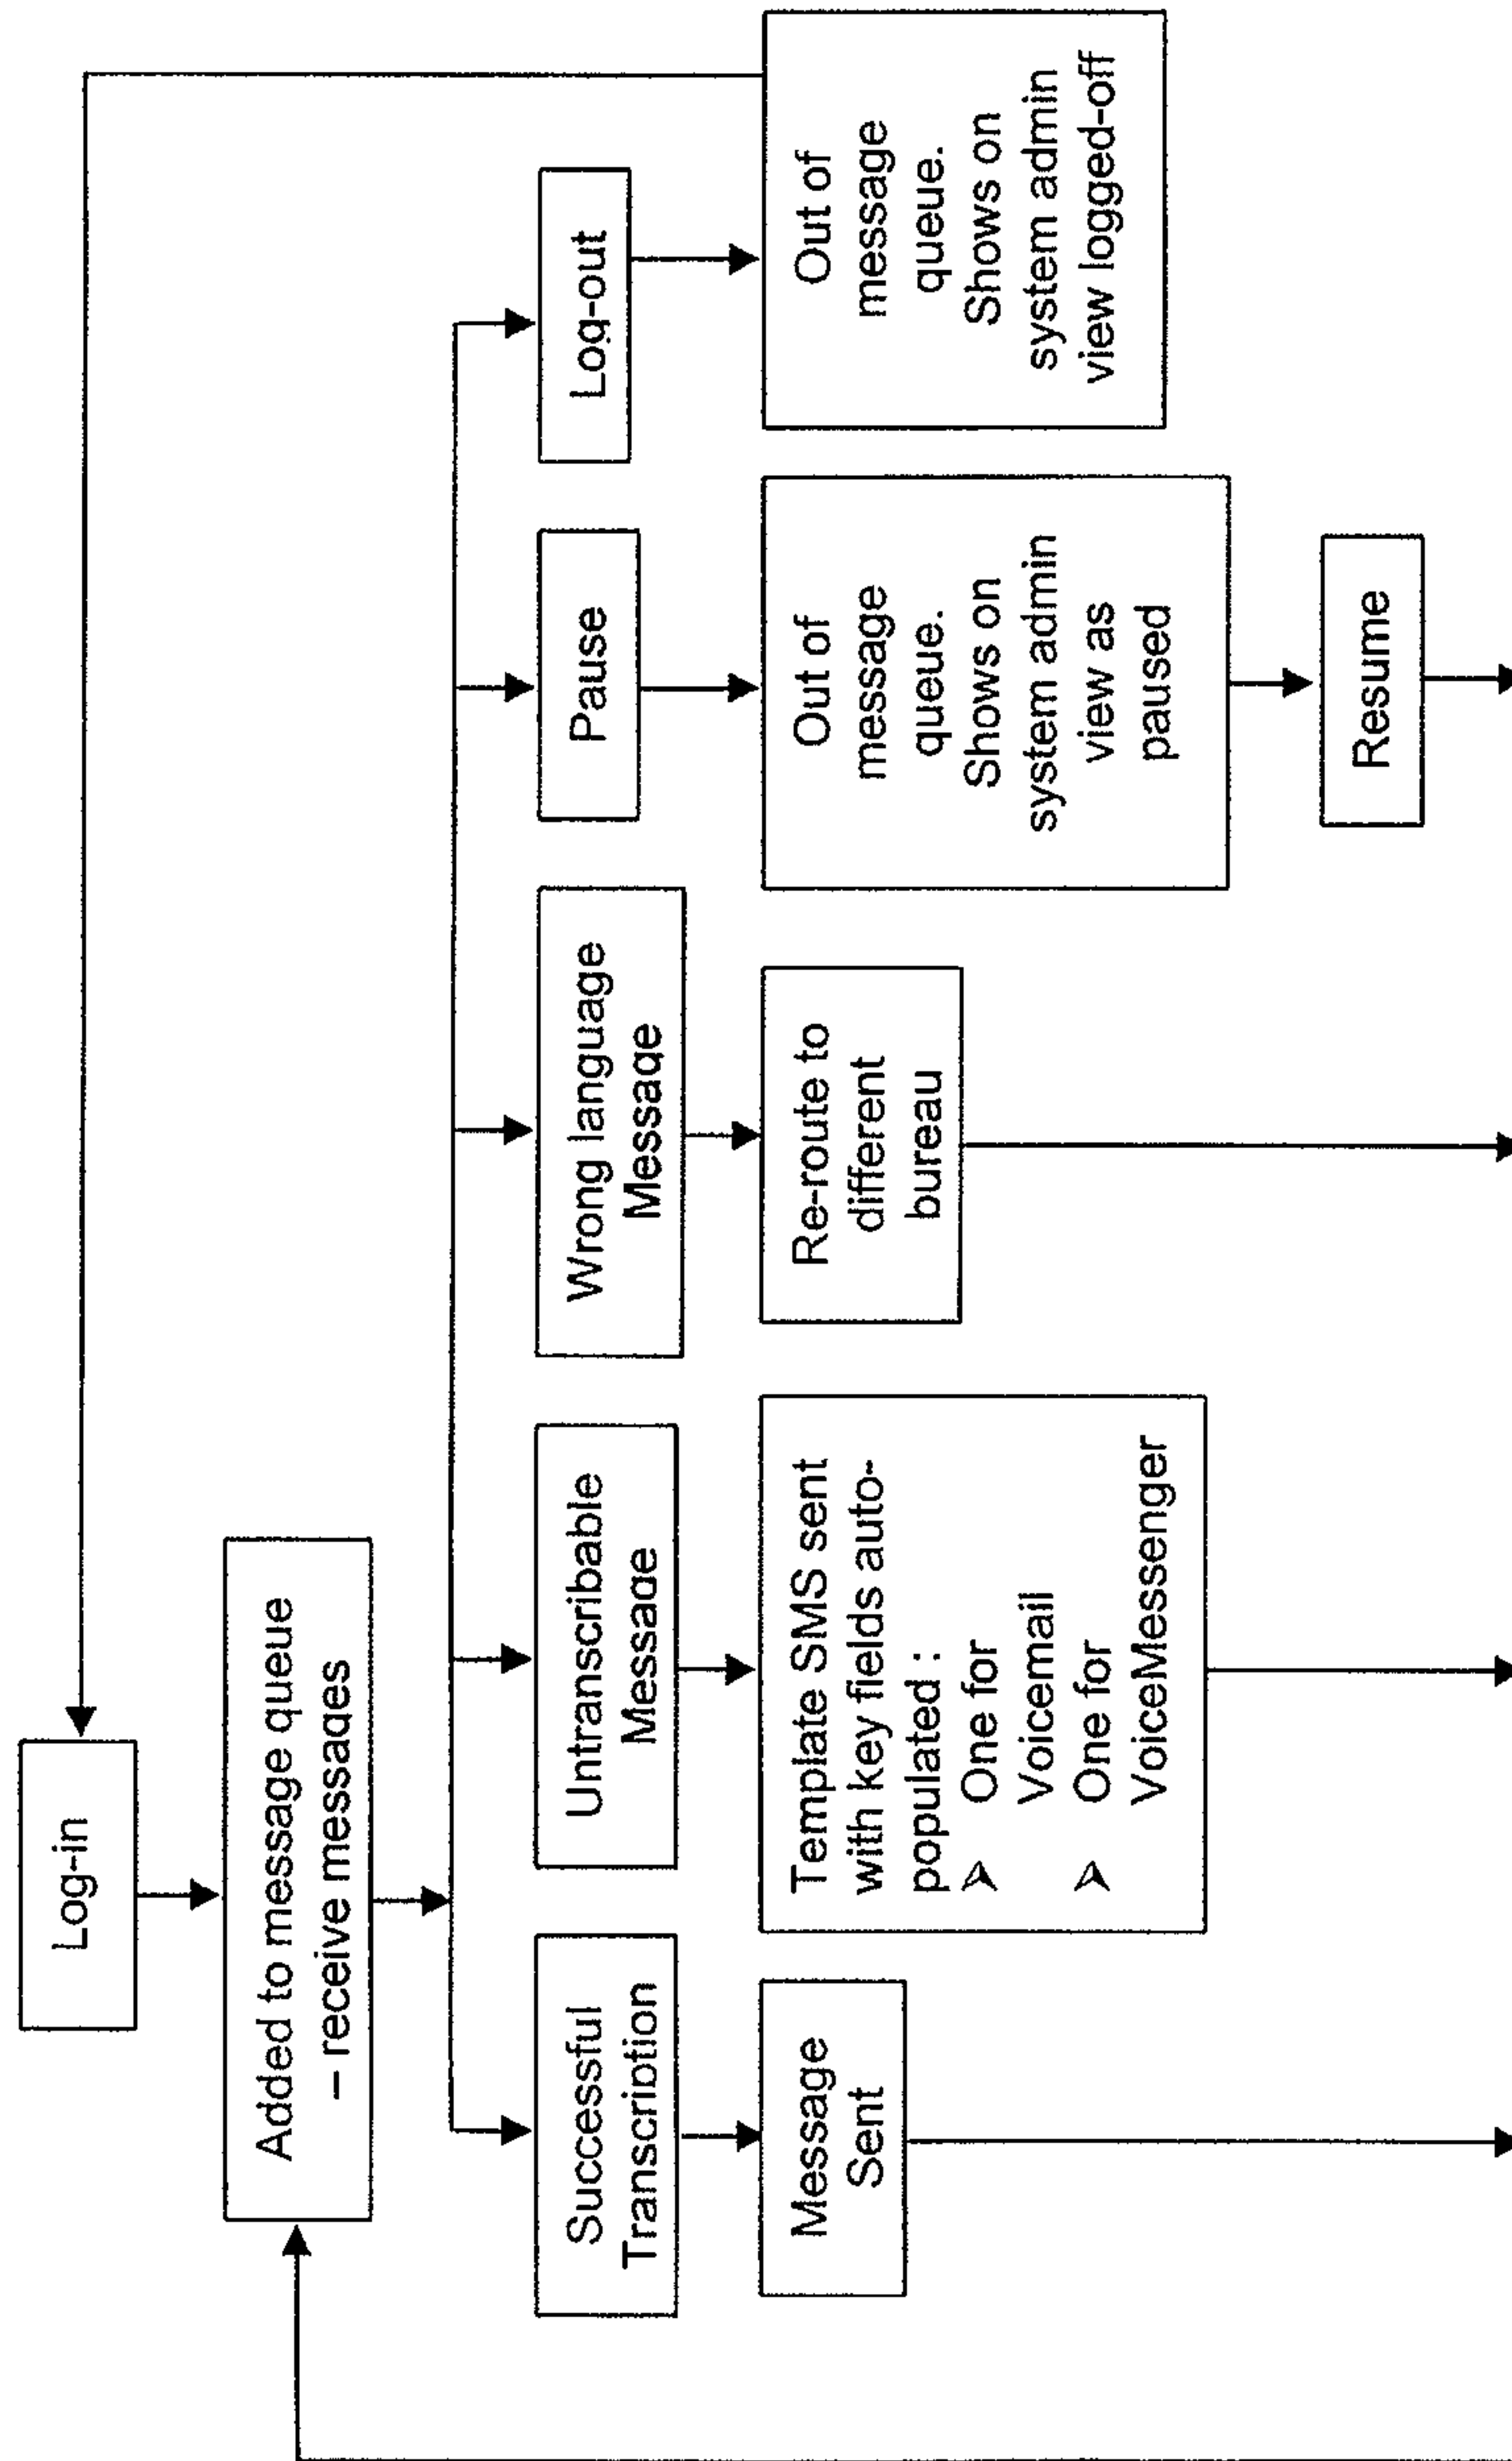 Log-in
Added to message queue
– receive messages
Successful
Transcription
Untranscribable
Message
Wrong language
Message
Pause
Log-out
Message
Sent
Template SMS sent
with key fields auto-
populated :
➢ One for
Voicemail
➢ One for
VoiceMessenger
Re-route to
different
bureau
Out of
message
queue.
Shows on
system admin
view as
paused
Out of
message
queue.
Shows on
system admin
view logged-off
Resume